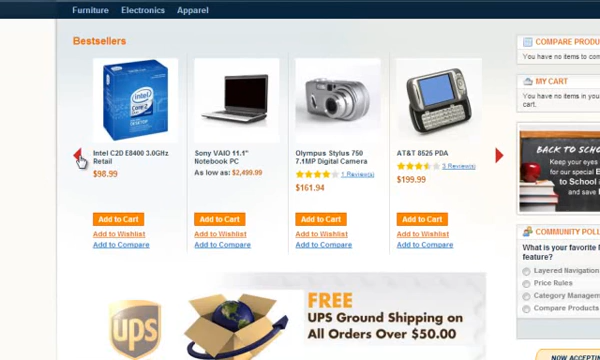 Furniture Electronics Apparel
Bestsellers
Intel C2D E8400 3.0GHz
Retail
$98.99
Add to Cart
Add to Wishlist
Add to Compare
Sony VAIO 11.1"
Notebook PC
As low as: $2,499.99
Add to Cart
Add to Wishlist
Add to Compare
Olympus Stylus 750
7.1MP Digital Camera
1 Review(s)
$161.94
Add to Cart
Add to Wishlist
Add to Compare
AT&T 8525 PDA
3 Review(s)
$199.99
Add to Cart
Add to Wishlist
Add to Compare
intel
ups
FREE
UPS Ground Shipping on
All Orders Over $50.00
COMPARE PRODU
You have no items to com
MY CART
You have no items in you
cart.
BACK TO SCHO
Keep your eyes
for our special
to School
and save
COMMUNITY POLL
What is your favorite
feature?
Layered Navigation
Price Rules
Category Managem
Compare Products
NOW ACCEPTIN